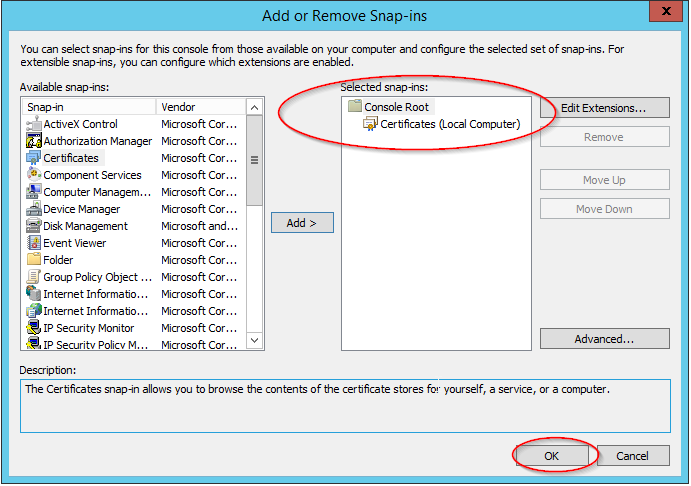 Add or Remove Snap-ins
x
You can select snap-ins for this console from those available on your computer and configure the selected set of snap-ins. For
extensible snap-ins, you can configure which extensions are enabled.
Available snap-ins:
Selected snap-ins:
Snap-in Vendor
ActiveX Control Microsoft Cor...
Authorization Manager Microsoft Cor...
Certificates Microsoft Cor...
Component Services Microsoft Cor...
Computer Managem... Microsoft Cor...
Device Manager Microsoft Cor...
Disk Management Microsoft and...
Event Viewer Microsoft Cor...
Folder Microsoft Cor...
Group Policy Object ... Microsoft Cor...
Internet Informatio... Microsoft Cor...
Internet Informatio... Microsoft Cor...
IP Security Monitor Microsoft Cor...
IP Security Policy M... Microsoft Cor...
Add >
Console Root
Certificates (Local Computer)
Edit Extensions...
Remove
Move Up
Move Down
Advanced...
Description:
The Certificates snap-in allows you to browse the contents of the certificate stores for yourself, a service, or a computer.
OK
Cancel